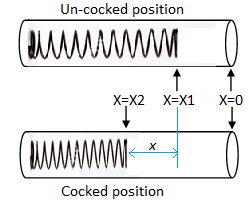 Un-cocked position
X=X2 X=X1 X=0
x
Cocked position